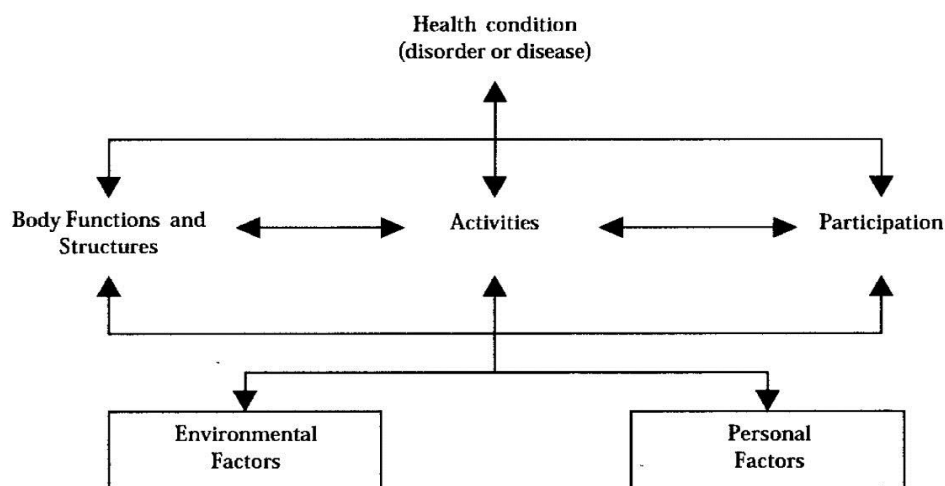 Health condition
(disorder or disease)
Body Functions and
Structures
Activities
Participation
Environmental
Factors
Personal
Factors